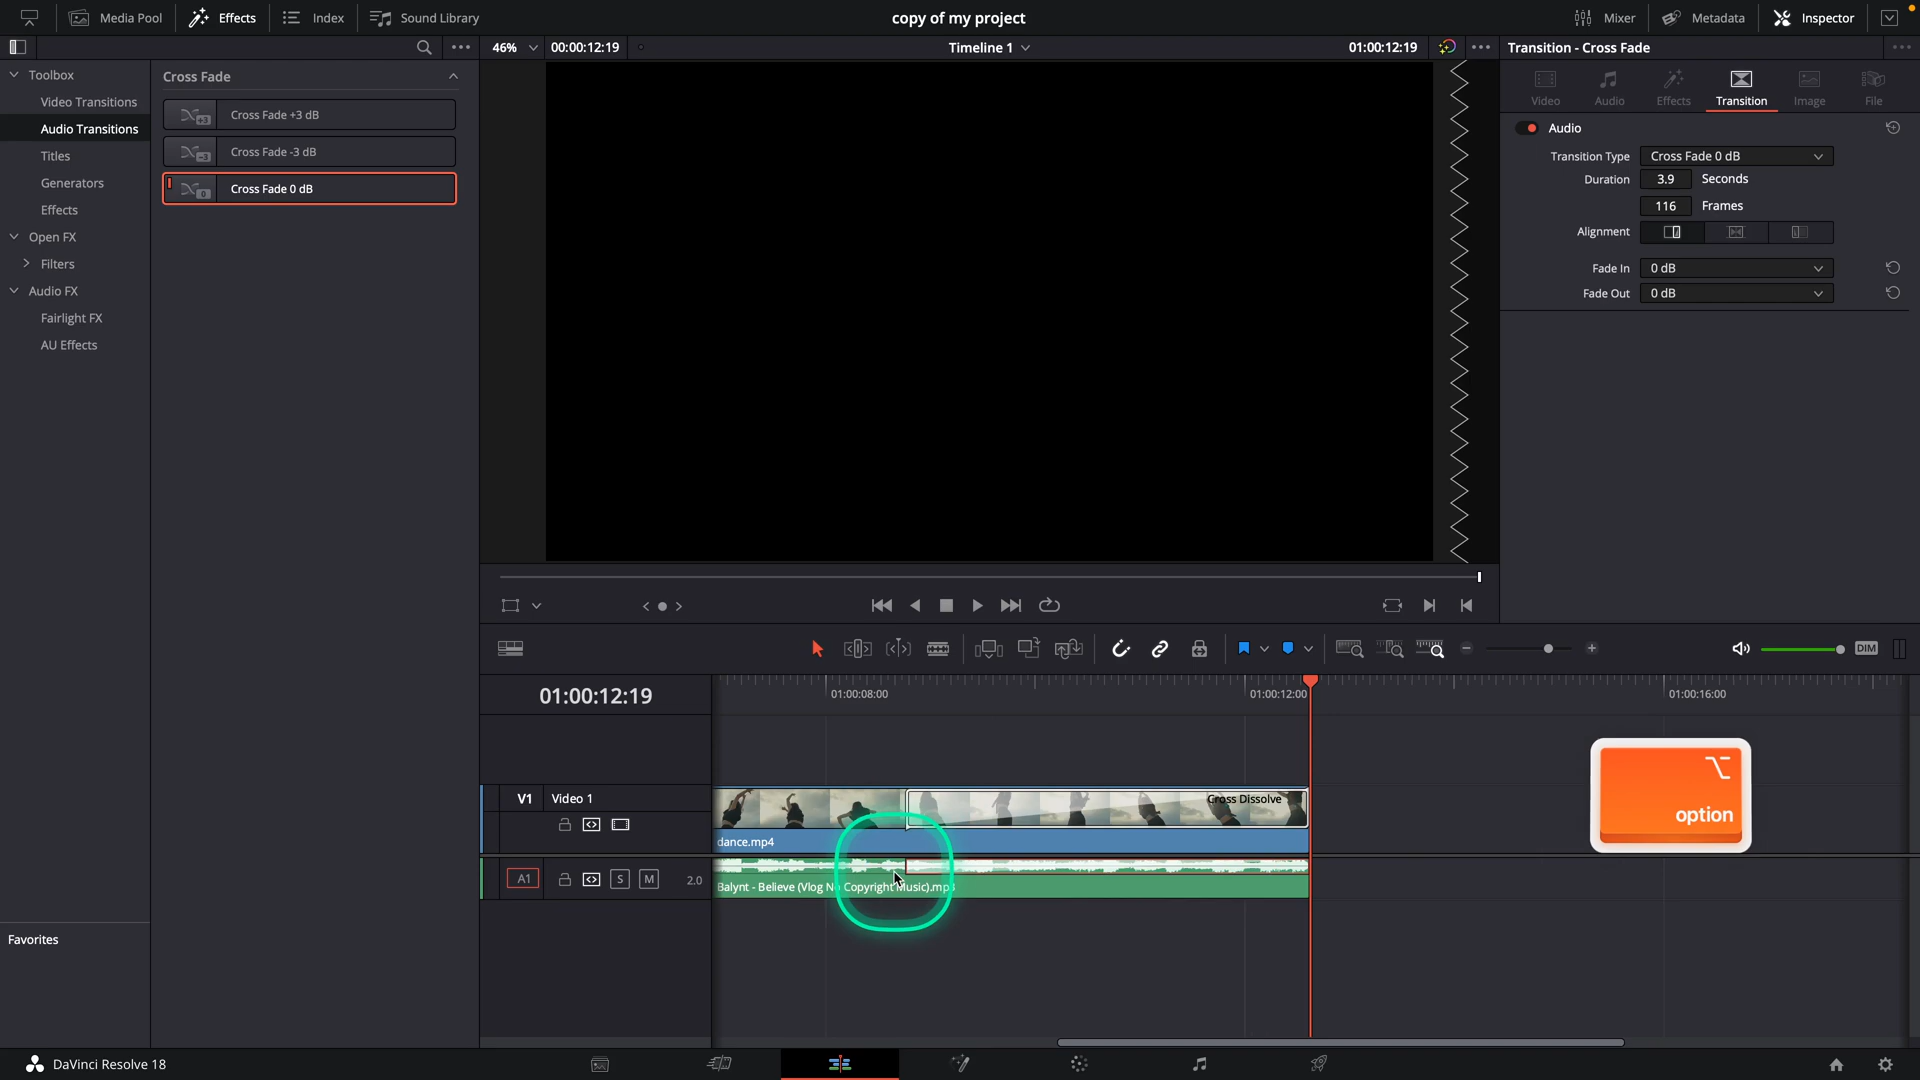 Media Pool
Effects
Index
Sound Library
copy of my project
Mixer
Metadata
Inspector
46%
00:00:12:19
Timeline 1
01:00:12:19
Transition - Cross Fade
Toolbox
Video Transitions
Audio Transitions
Titles
Generators
Effects
Open FX
Filters
Audio FX
Fairlight FX
AU Effects
Favorites
Cross Fade
+3
Cross Fade +3 dB
-3
Cross Fade -3 dB
0
Cross Fade 0 dB
Video
Audio
Effects
Transition
Image
File
Audio
Transition Type
Cross Fade 0 dB
Duration
3.9
Seconds
116
Frames
Alignment
Fade In
0 dB
Fade Out
0 dB
DIM
01:00:12:19
01:00:08:00
01:00:12:00
01:00:16:00
V1
Video 1
Cross Dissolve
dance.mp4
A1
S
M
2.0
Balynt - Believe (Vlog No Copyright Music).mp3
option
DaVinci Resolve 18